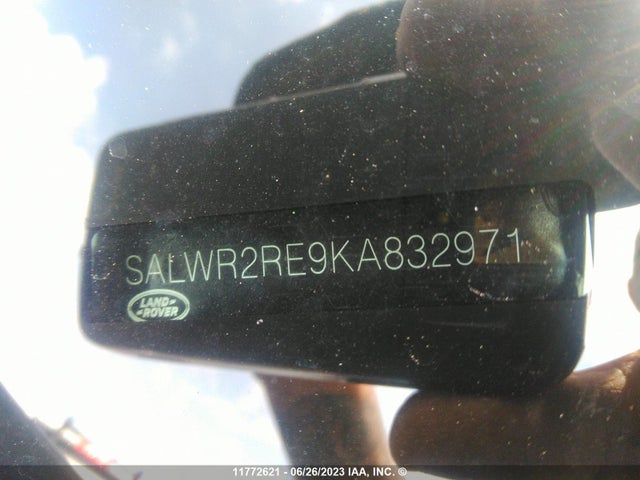 SALWR2RE9KA832971
LAND-
-ROVER
11772621 - 06/26/2023 IAA, INC. ©